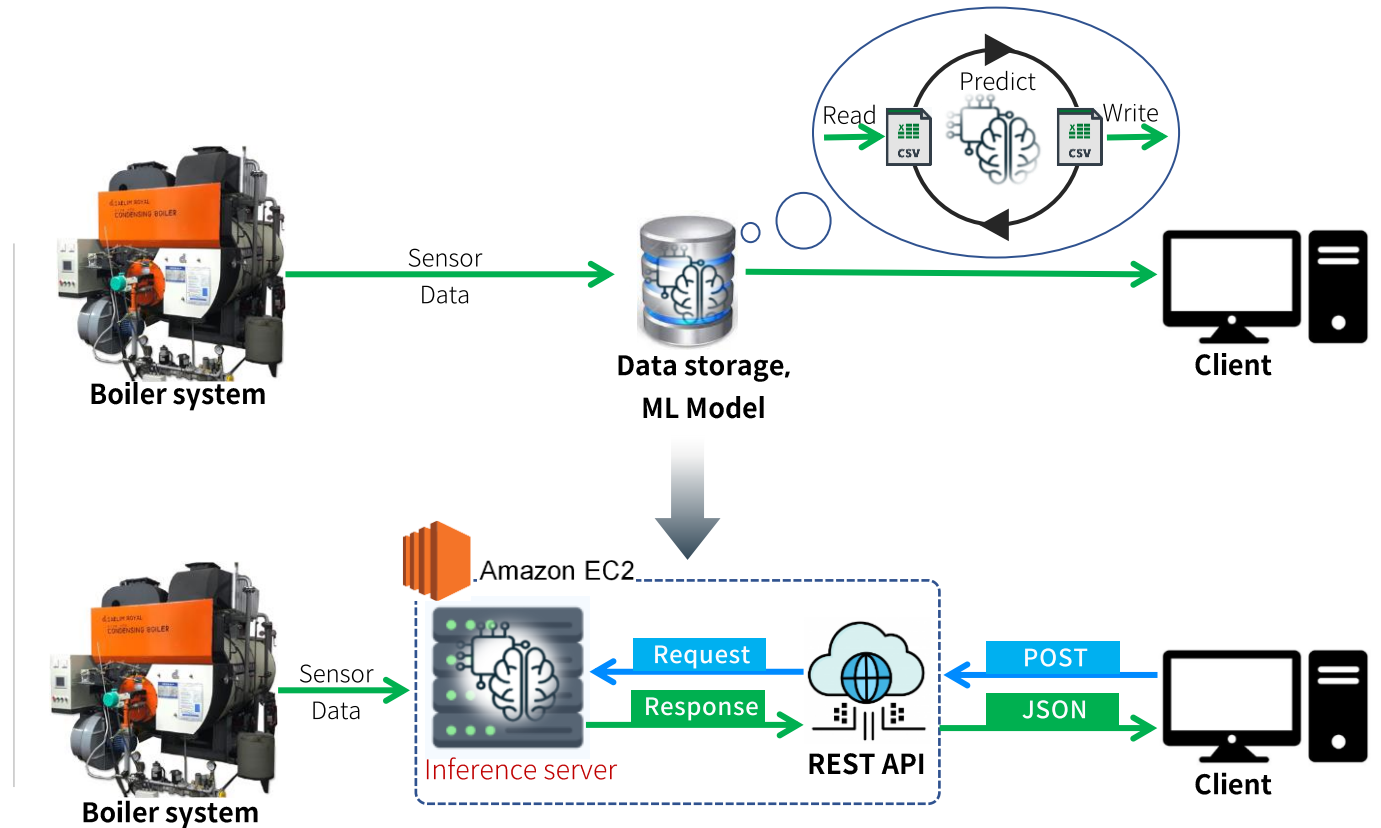 Predict
Read
Write
CSV
CSV
CONDENSING BOILER
Sensor
Data
Boiler system
Data storage,
ML Model
Client
Amazon EC2
CONDENSING BOILER
Sensor
Data
Request
Response
POST
JSON
Inference server
REST API
Boiler system
Client